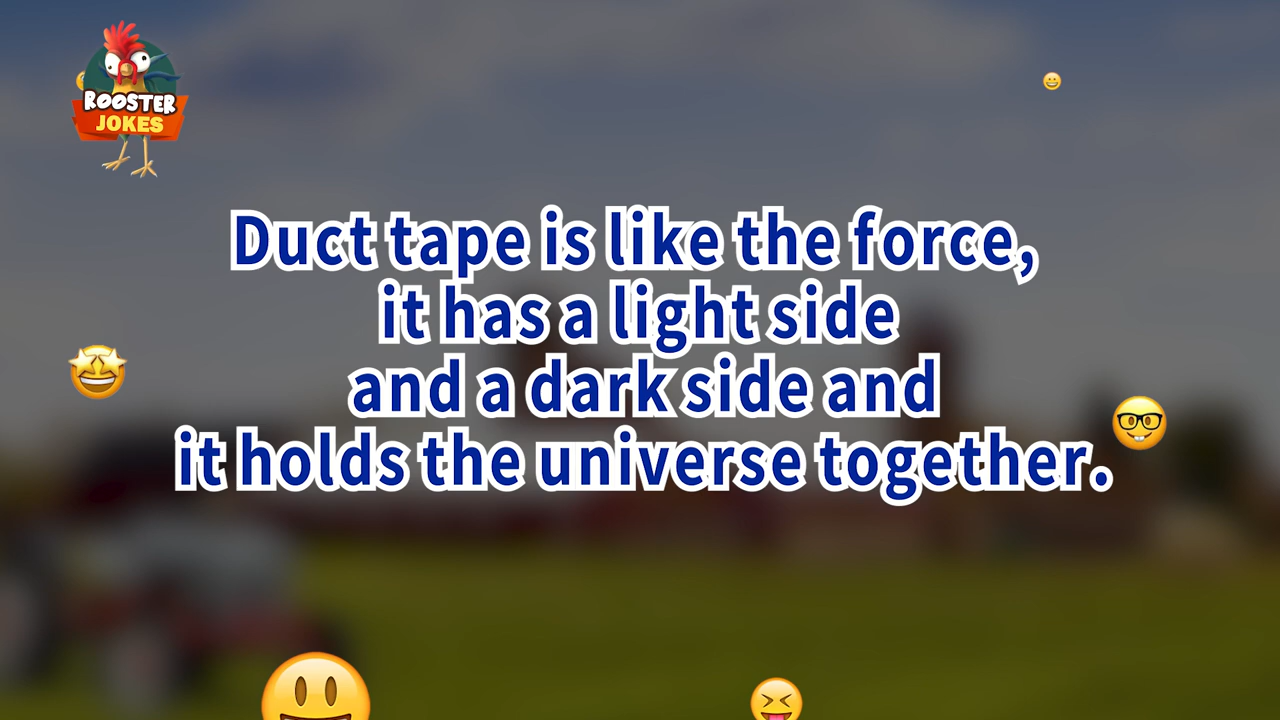 ROOSTER
JOKES
Duct tape is like the force,
it has a light side
and a dark side and
it holds the universe together.